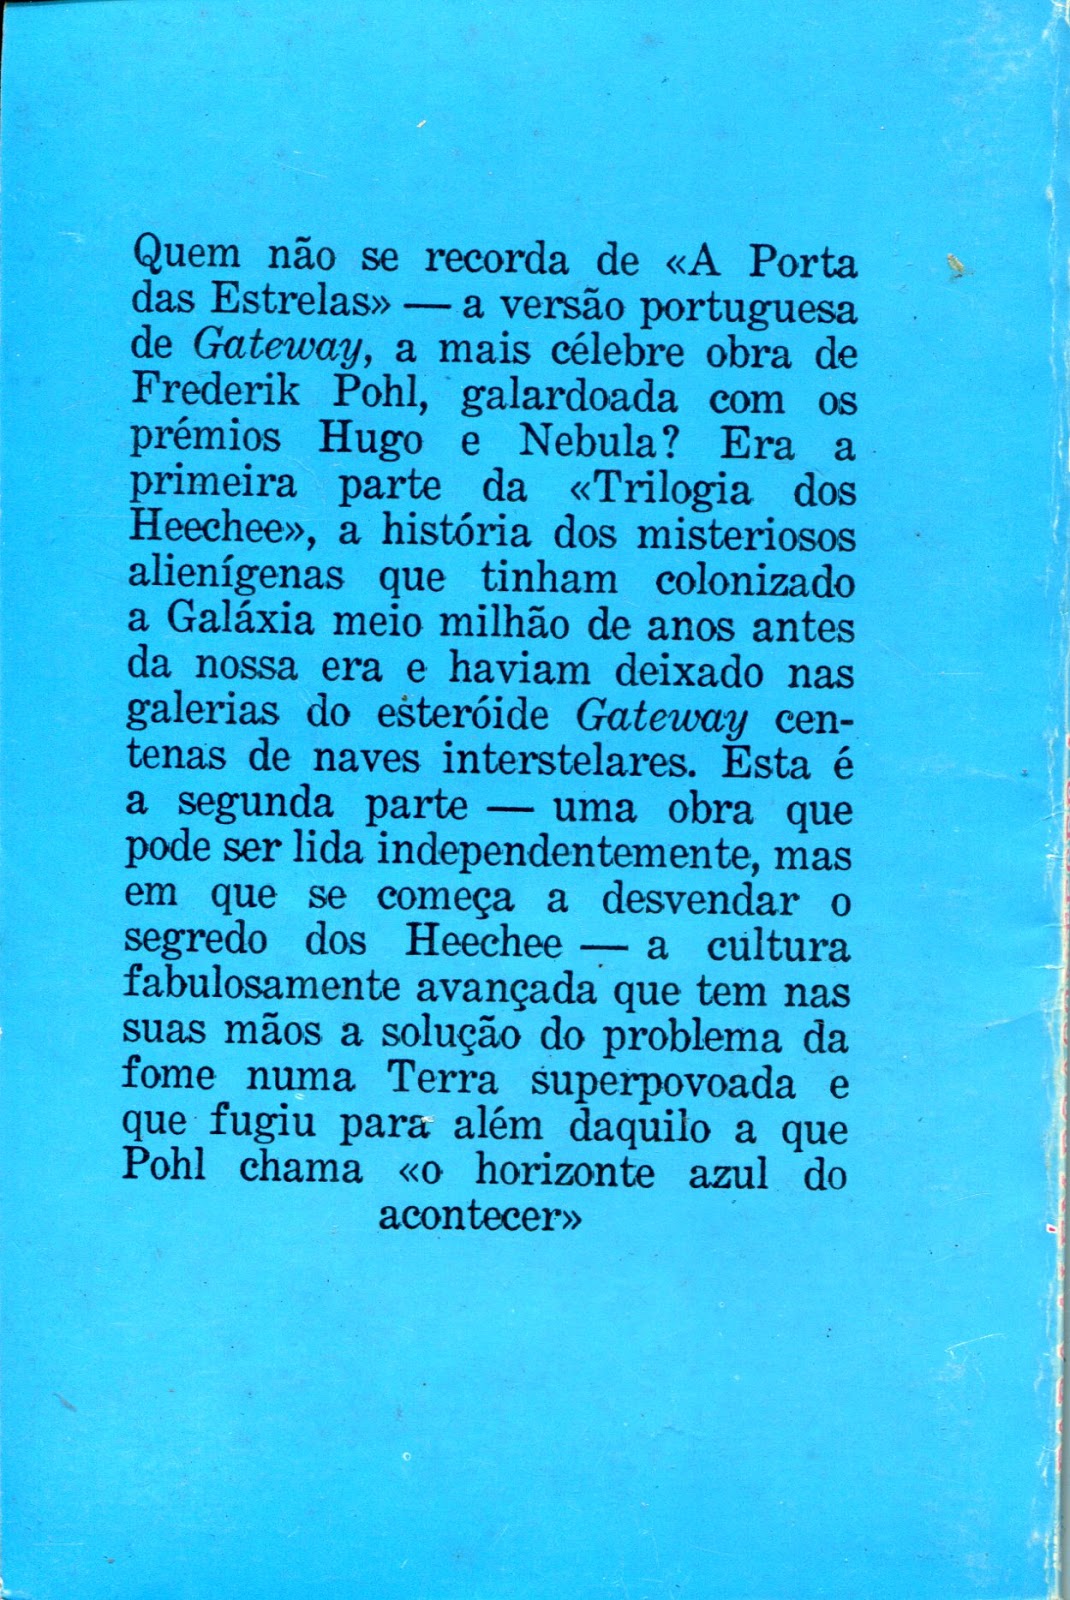 Quem não se recorda de «A Porta
das Estrelas» — a versão portuguesa
de Gateway, a mais célebre obra de
Frederik Pohl, galardoada com os
prémios Hugo e Nebula? Era a
primeira parte da «Trilogia dos
Heechee», a história dos misteriosos
alienígenas que tinham colonizado
a Galáxia meio milhão de anos antes
da nossa era e haviam deixado nas
galerias do esteróide Gateway cen-
tenas de naves interstelares. Esta é
a segunda parte — uma obra que
pode ser lida independentemente, mas
em que se começa a desvendar o
segredo dos Heechee — a cultura
fabulosamente avançada que tem nas
suas mãos a solução do problema da
fome numa Terra superpovoada e
que fugiu para além daquilo a que
Pohl chama «o horizonte azul do
acontecer»